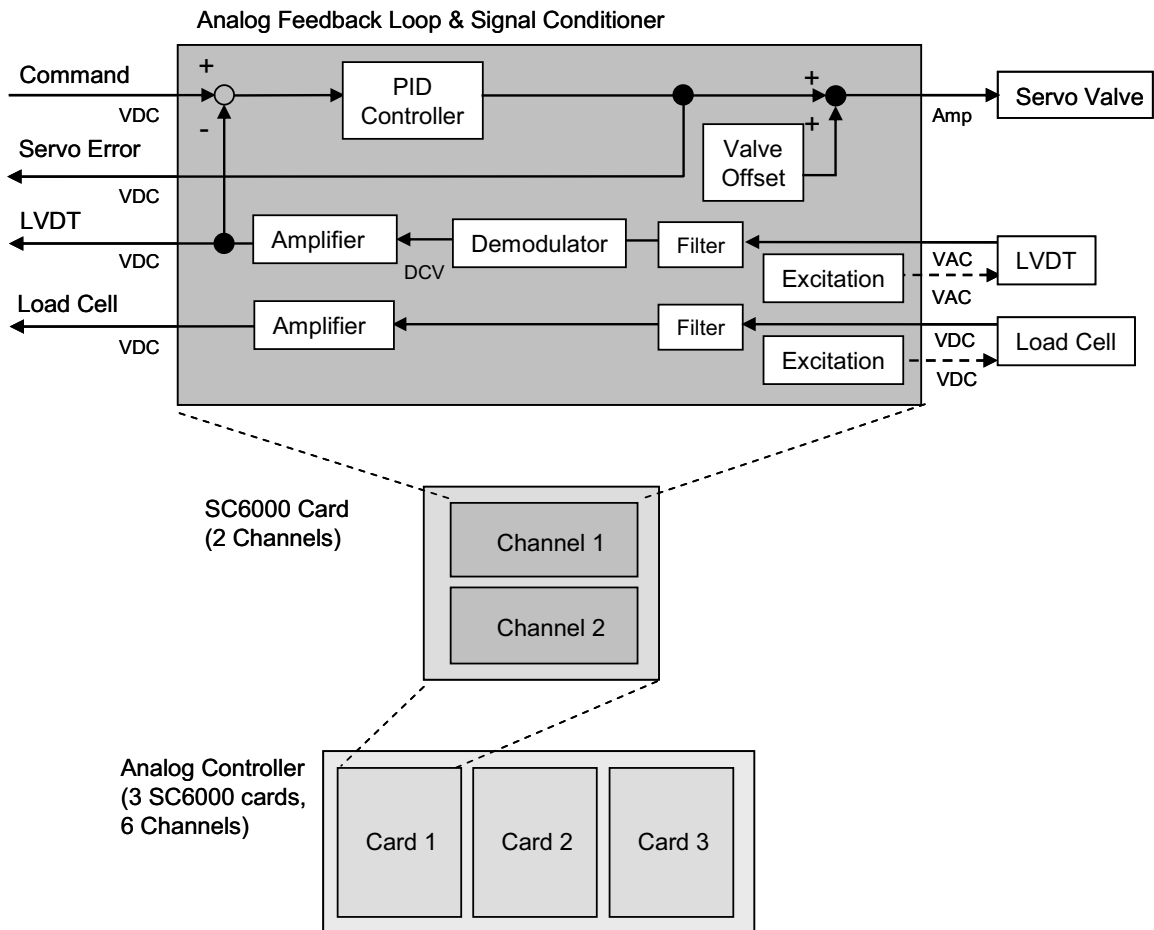 Analog Feedback Loop & Signal Conditioner
Command
VDC
+
-
PID
Controller
+
+
Amp
Servo Valve
Servo Error
VDC
Valve
Offset
LVDT
VDC
Amplifier
DCV
Demodulator
Filter
VAC
LVDT
Excitation
VAC
Load Cell
VDC
Amplifier
Filter
VDC
Load Cell
Excitation
VDC
SC6000 Card
(2 Channels)
Channel 1
Channel 2
Analog Controller
(3 SC6000 cards,
6 Channels)
Card 1
Card 2
Card 3